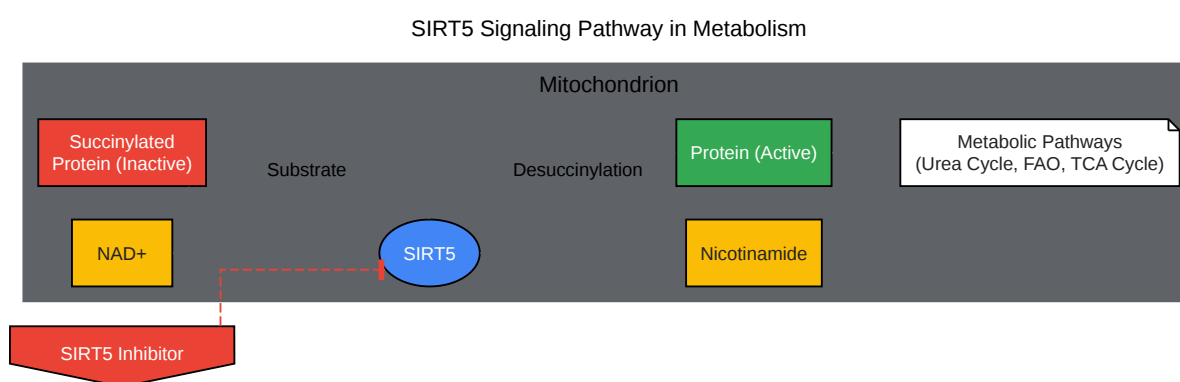 SIRT5 Signaling Pathway in Metabolism
Mitochondrion
Succinylated
Protein (Inactive)
Substrate
Desuccinylation
Protein (Active)
Metabolic Pathways
(Urea Cycle, FAO, TCA Cycle)
NAD+
SIRT5
Nicotinamide
SIRT5 Inhibitor